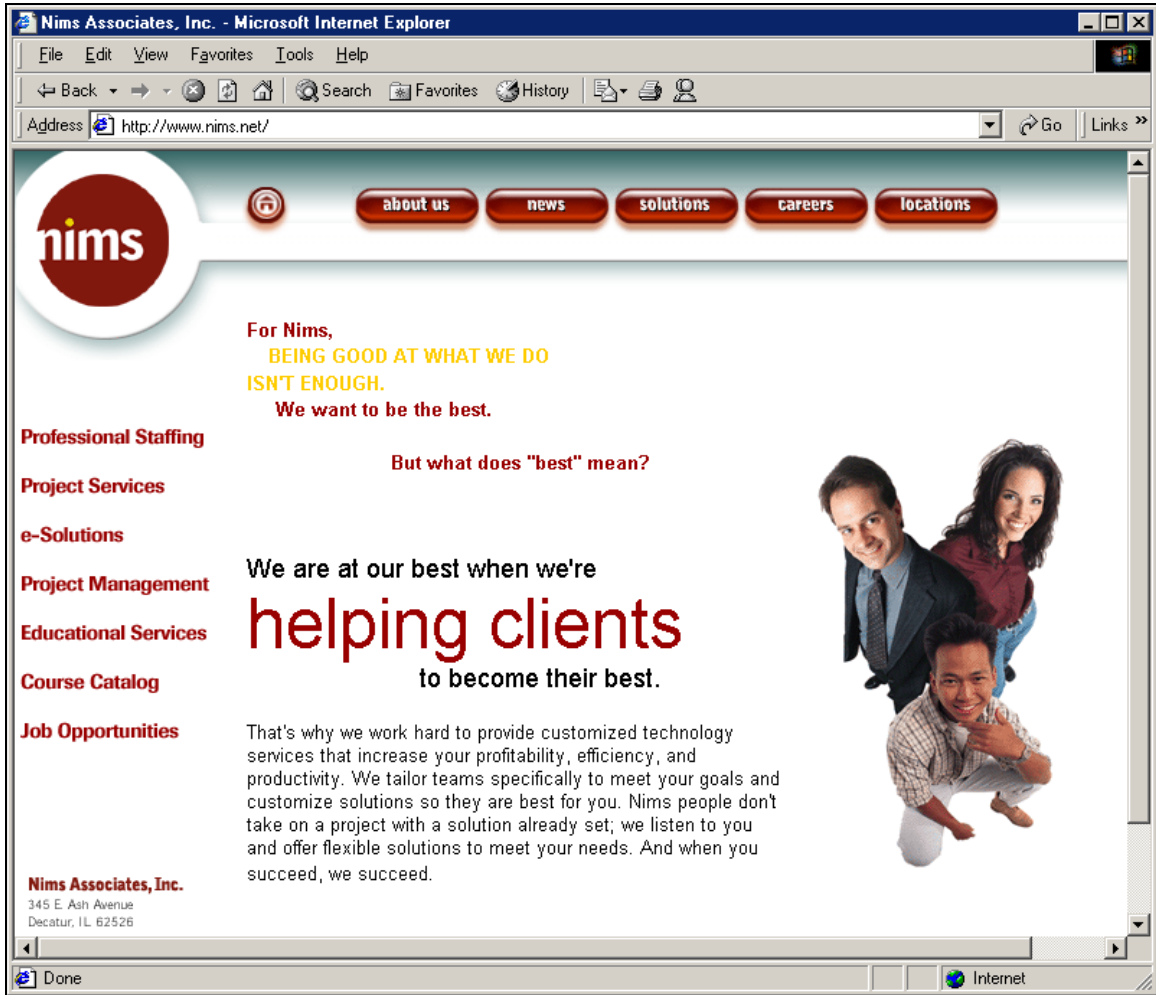 Nims Associates, Inc. - Microsoft Internet Explorer
File Edit View Favorites Tools Help
Back Search Favorites History
Address http://www.nims.net/ Go Links »
nims
about us news solutions careers locations
For Nims,
BEING GOOD AT WHAT WE DO
ISN'T ENOUGH.
We want to be the best.
But what does "best" mean?
Professional Staffing
Project Services
e-Solutions
Project Management
Educational Services
Course Catalog
Job Opportunities
We are at our best when we're
helping clients
to become their best.
That's why we work hard to provide customized technology
services that increase your profitability, efficiency, and
productivity. We tailor teams specifically to meet your goals and
customize solutions so they are best for you. Nims people don't
take on a project with a solution already set; we listen to you
and offer flexible solutions to meet your needs. And when you
succeed, we succeed.
Nims Associates, Inc.
345 E. Ash Avenue
Decatur, IL 62526
Done Internet